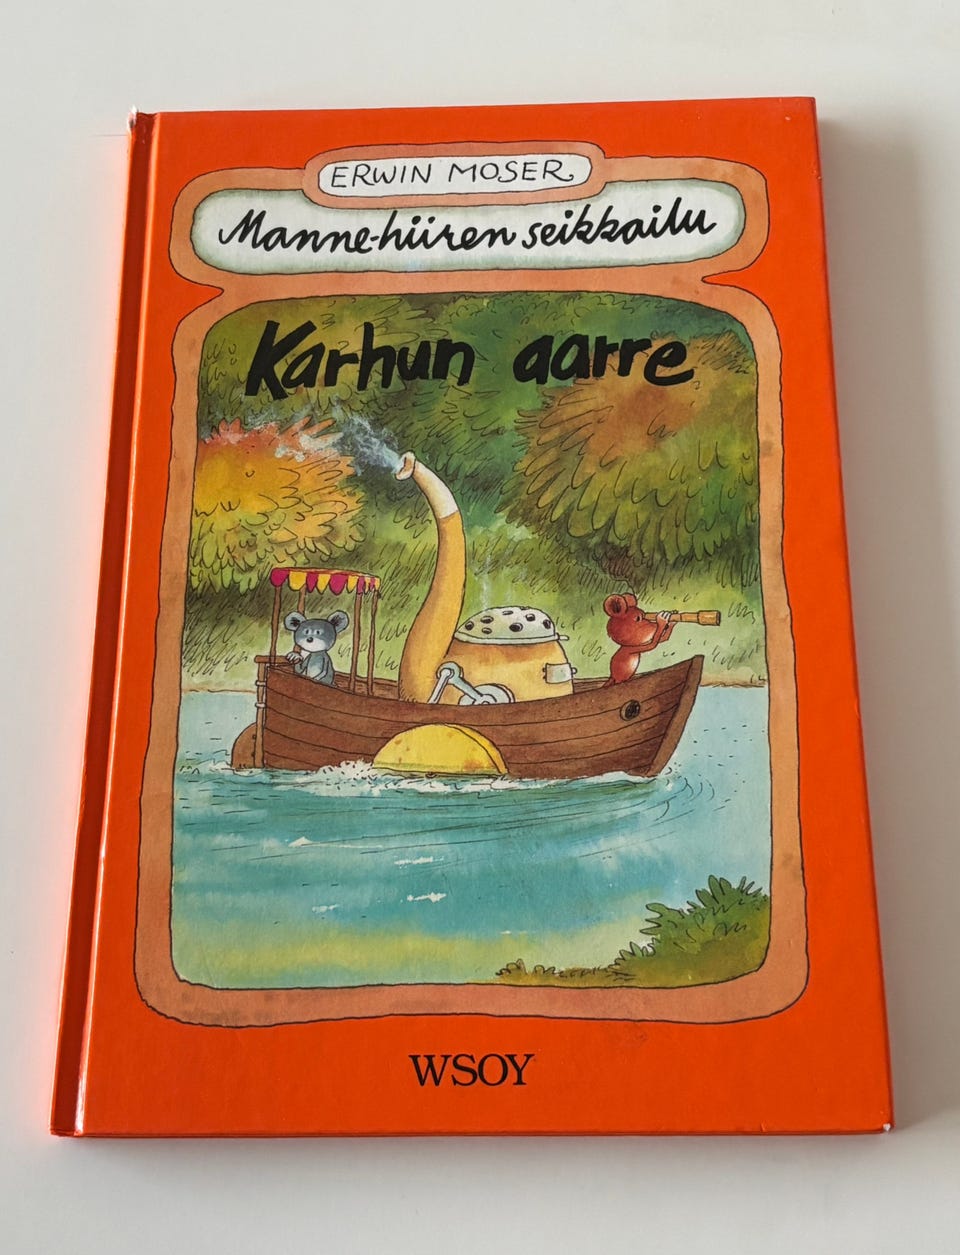 ERWIN MOSER
Manne-hiiren seikkailu
Karhun aarre
WSOY